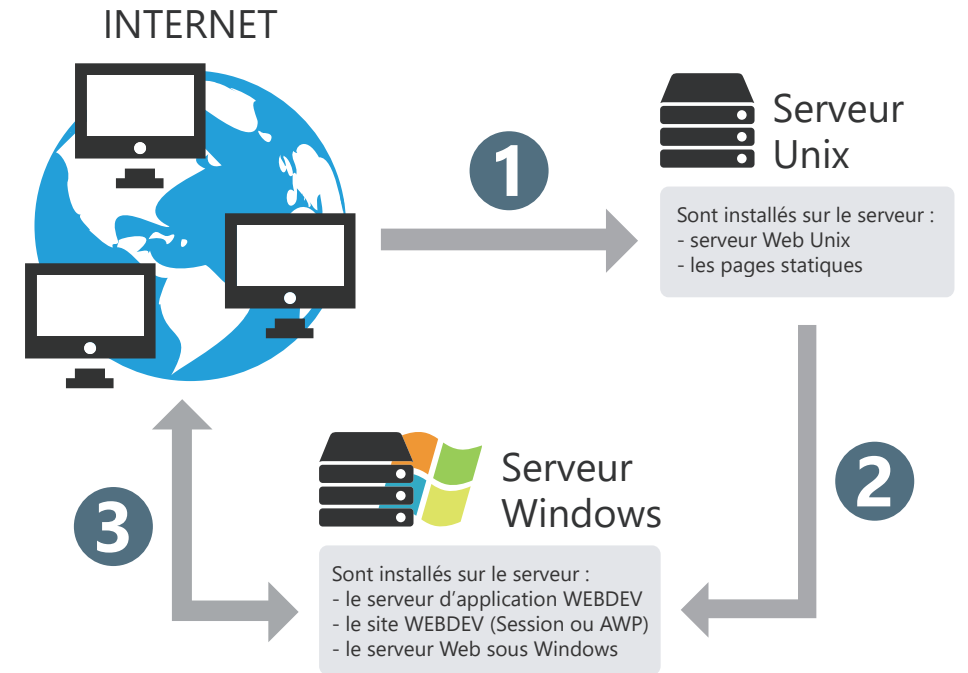 INTERNET
1
Serveur
Unix
Sont installés sur le serveur :
- serveur Web Unix
- les pages statiques
2
Serveur
Windows
Sont installés sur le serveur :
- le serveur d’application WEBDEV
- le site WEBDEV (Session ou AWP)
- le serveur Web sous Windows
3